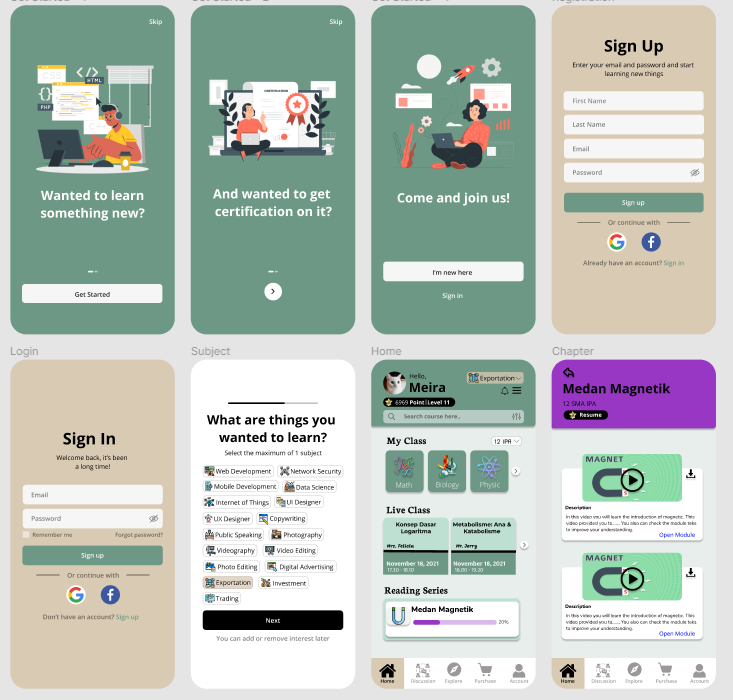 Skip
CSS
</>
HTML
PHP
Wanted to learn
something new?
Get Started
Skip
And wanted to get
certification on it?
Come and join us!
I'm new here
Sign in
Registration
Sign Up
Enter your email and password and start
learning new things
First Name
Last Name
Email
Password
Sign up
Or continue with
Already have an account? Sign in
Login
Sign In
Welcome back, it's been
a long time!
Email
Password
Remember me
Forgot password?
Sign up
Or continue with
Don't have an account? Sign up
Subject
What are things you
wanted to learn?
Select the maximum of 1 subject
Web Development
Network Security
Mobile Development
Data Science
Internet of Things
UI Designer
UX Designer
Copywriting
Public Speaking
Photography
Videography
Video Editing
Photo Editing
Digital Advertising
Exportation
Investment
Trading
Next
You can add or remove interest later
Home
Hello,
Meira
Exportation
6969 Point|Level 11
Search course here..
My Class
12 IPA
Math
Biology
Physic
Live Class
Konsep Dasar
Logaritma
Mrs. Felicia
November 18, 2021
17.30 - 18.10
Metabolisme: Ana &
Katabolisme
Mr. Jarry
November 18, 2021
18.00 - 19.20
Reading Series
Medan Magnetik
20%
Home
Discussion
Explore
Purchase
Account
Chapter
Medan Magnetik
12 SMA IPA
Resume
MAGNET
Description
In this video you will learn the introduction of magnetic. This
video provided you to..... You also can check the module taks
to improve your understanding.
Open Module
MAGNET
Description
In this video you will learn the introduction of magnetic. This
video provided you to..... You also can check the module taks
to improve your understanding.
Open Module
Home
Discussion
Explore
Purchase
Account